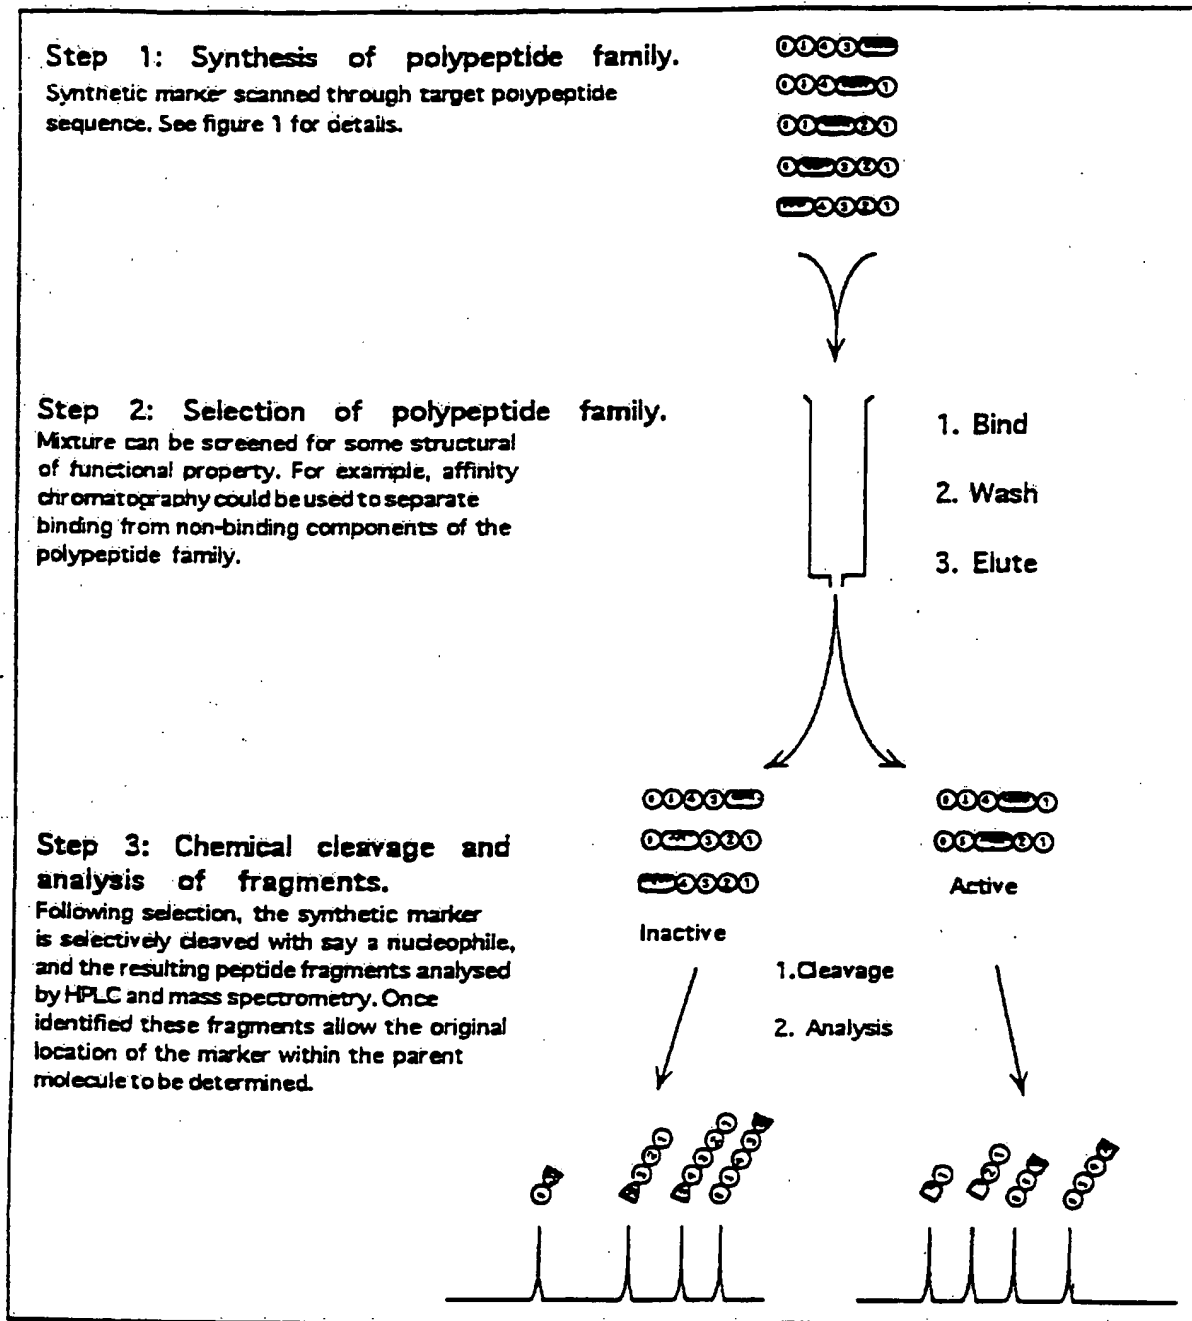 Step 1: Synthesis of polypeptide family.
Synthetic marker scanned through target polypeptide
sequence. See figure 1 for details.
Step 2: Selection of polypeptide family.
Mixture can be screened for some structural
of functional property. For example, affinity
chromatography could be used to separate
binding from non-binding components of the
polypeptide family.
1. Bind
2. Wash
3. Elute
Step 3: Chemical cleavage and
analysis of fragments.
Following selection, the synthetic marker
is selectively cleaved with say a nucleophile,
and the resulting peptide fragments analysed
by HPLC and mass spectrometry. Once
identified these fragments allow the original
location of the marker within the parent
molecule to be determined.
Inactive
Active
1.Cleavage
2. Analysis